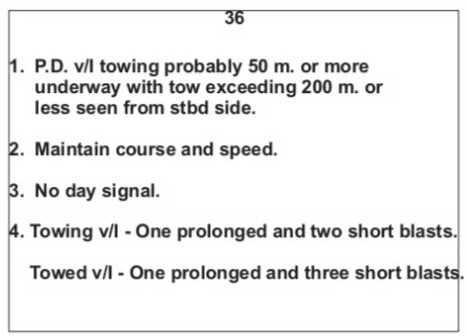 36
1. P.D. v/l towing probably 50 m. or more
underway with tow exceeding 200 m. or
less seen from stbd side.
2. Maintain course and speed.
3. No day signal.
4. Towing v/l - One prolonged and two short blasts.
Towed v/l - One prolonged and three short blasts.